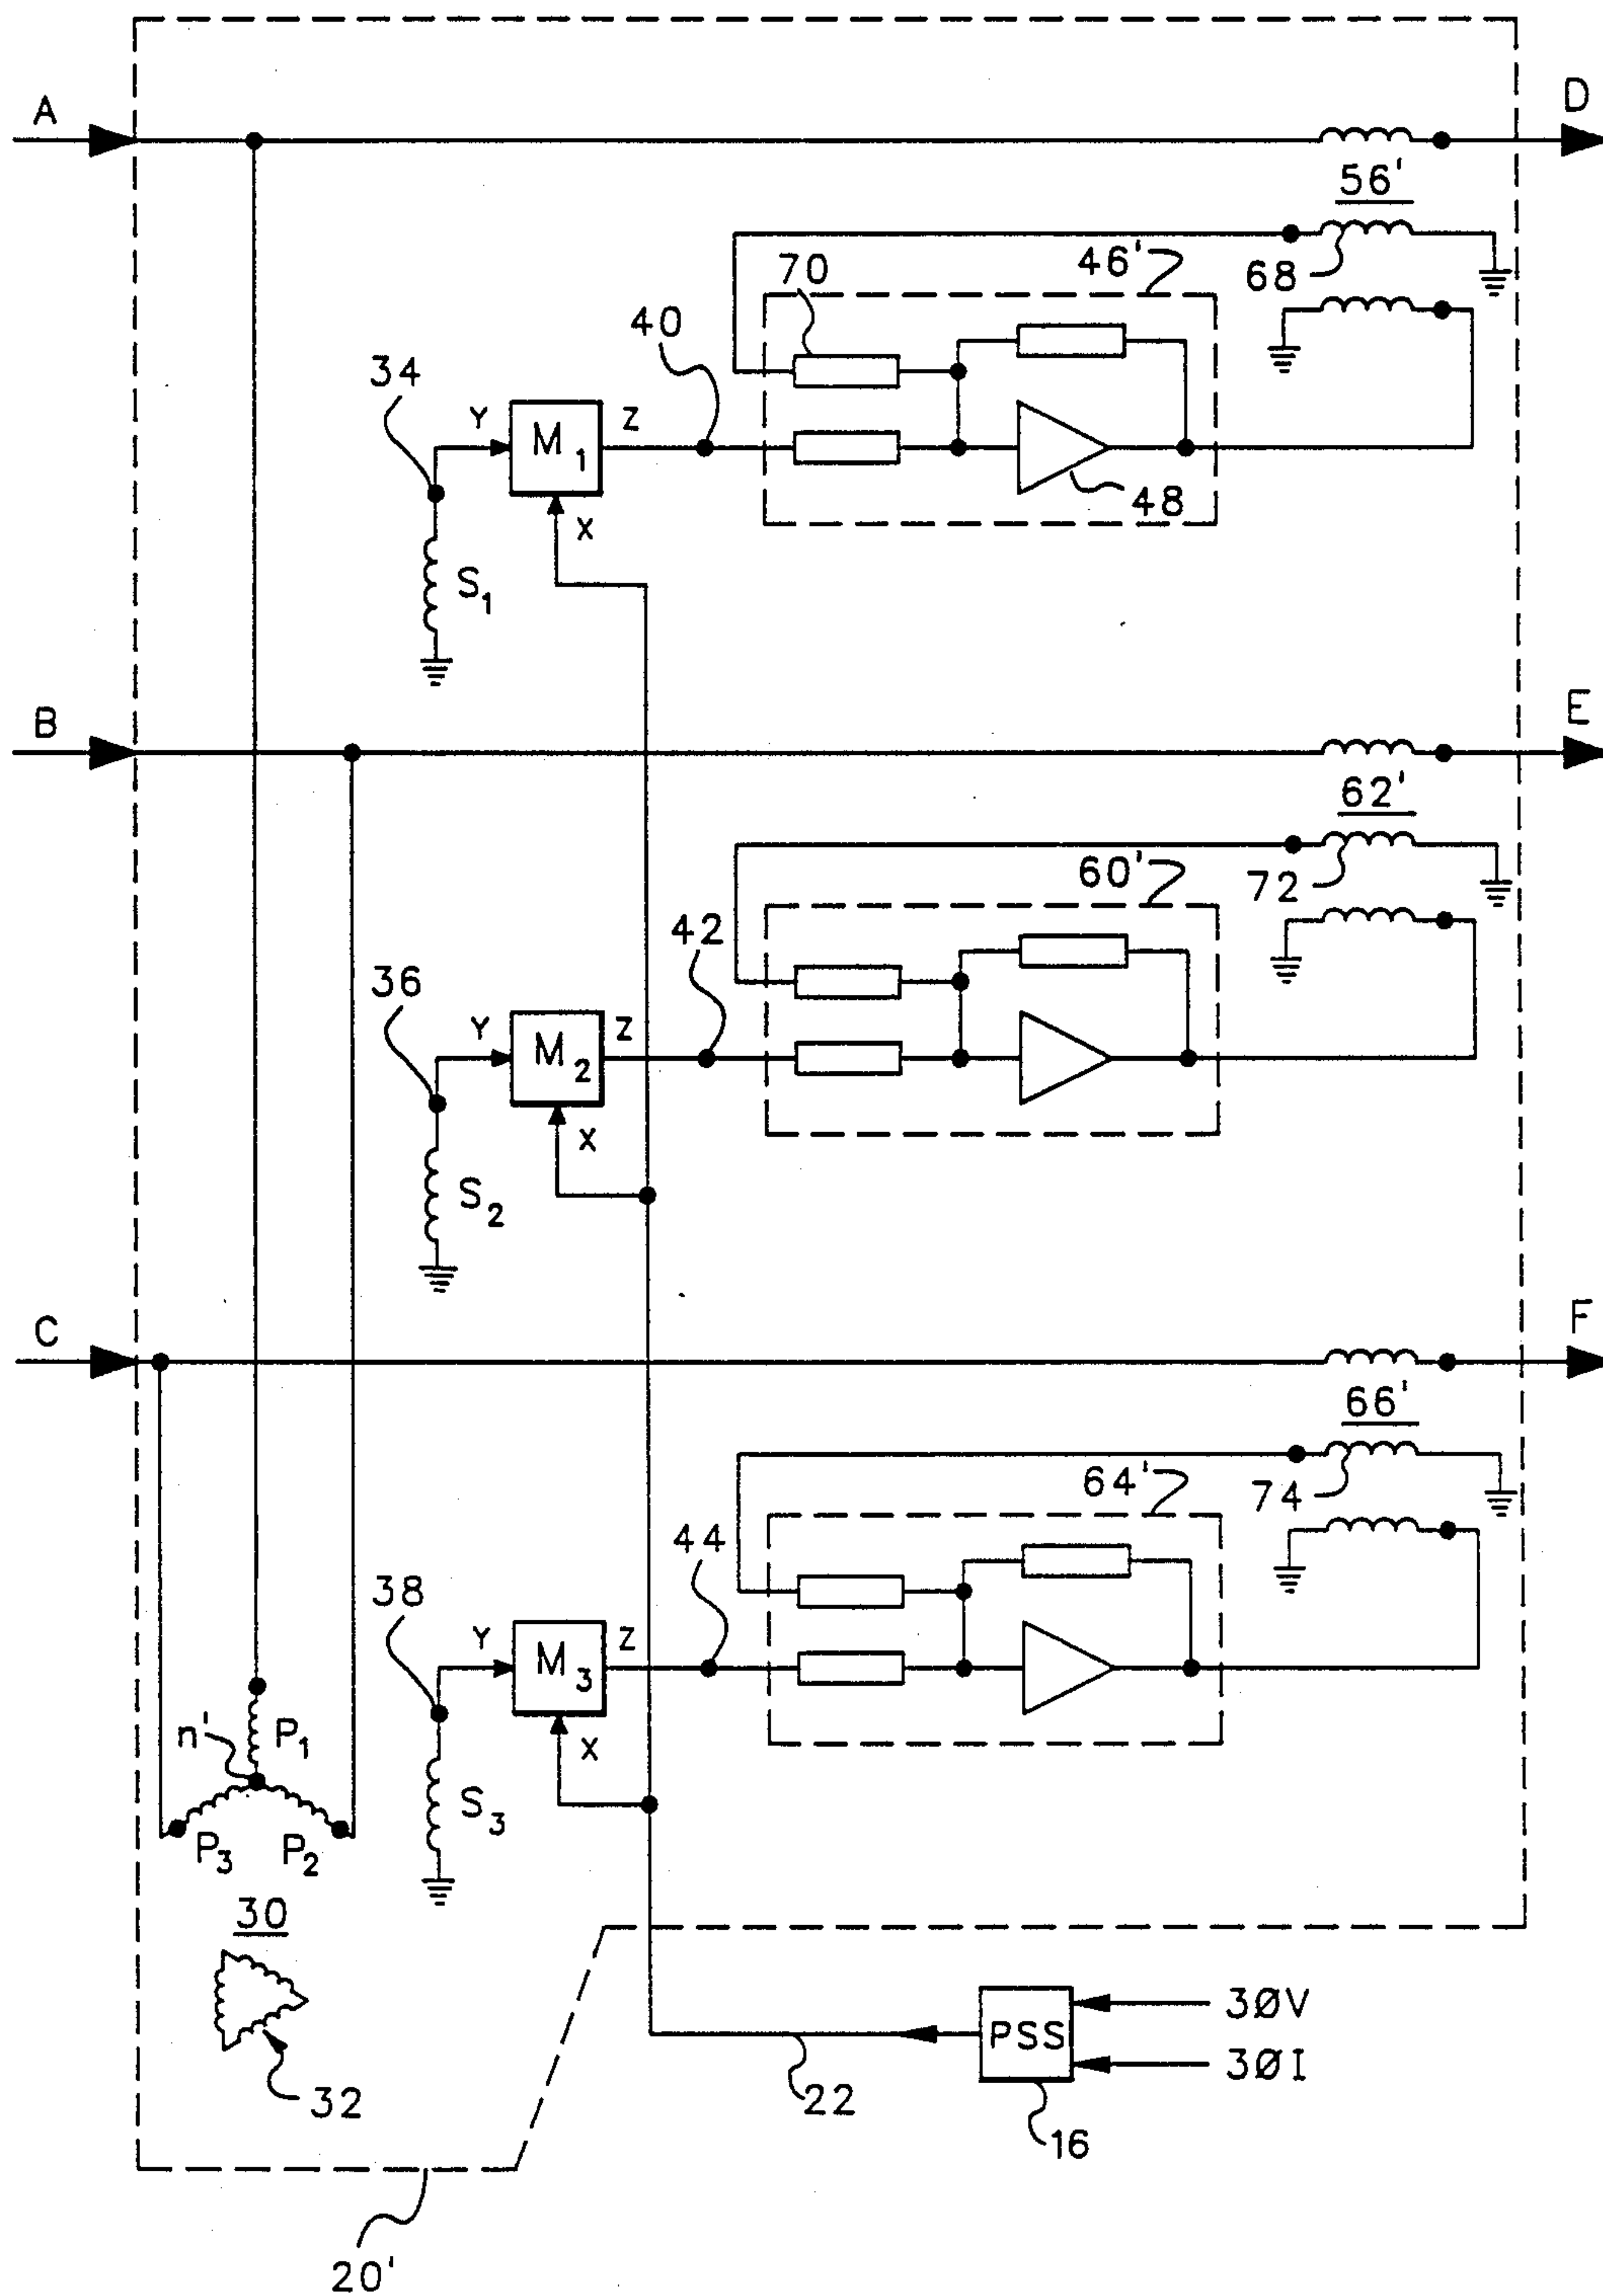 A
D
56'
46'
68
70
40
34
Y
M1
Z
X
48
S1
B
E
62'
60'
72
42
36
Y
M2
Z
X
S2
C
F
66'
64'
74
44
38
Y
M3
Z
X
n'
P1
S3
P3
P2
30
3ØV
PSS
3ØI
32
22
16
20'